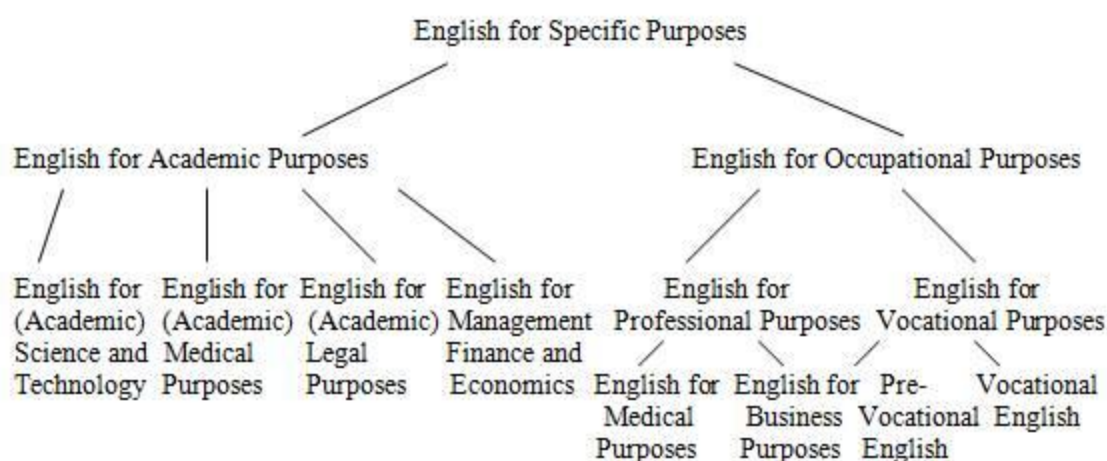 English for Specific Purposes
English for Academic Purposes
English for Occupational Purposes
English for
(Academic)
Science and
Technology
English for
(Academic)
Medical
Purposes
English for
(Academic)
Legal
Purposes
English for
Management
Finance and
Economics
English for
Professional Purposes
English for
Vocational Purposes
English for
Medical
Purposes
English for
Business
Purposes
Pre-
Vocational
English
Vocational
English